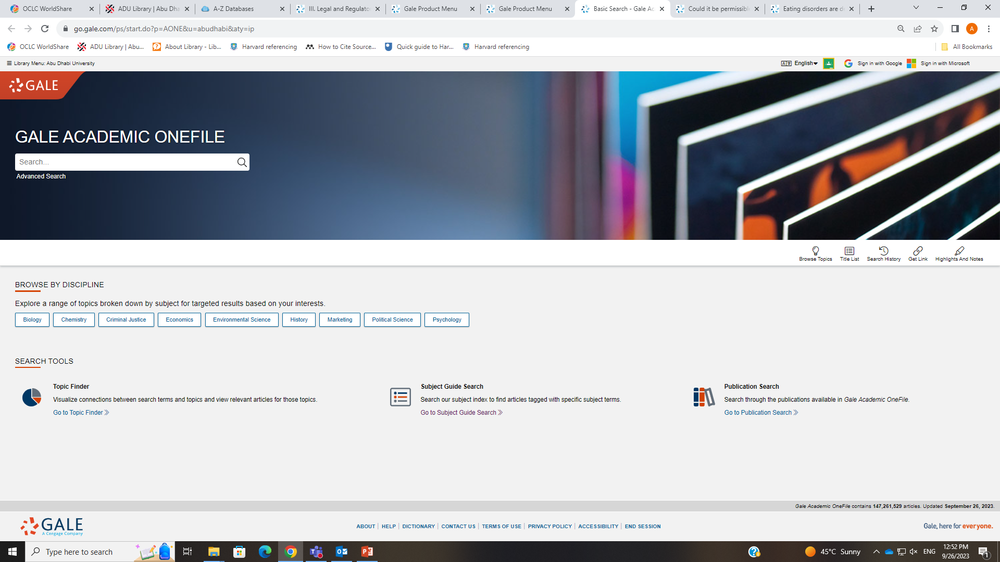 OCLC WorldShare
ADU Library | Abu Dha
A-Z Databases
III. Legal and Regulato
Gale Product Menu
Gale Product Menu
Basic Search - Gale Ac
Could it be permissible
Eating disorders are d
go.gale.com/ps/start.do?p=AONE&u=abudhabi&aty=ip
A
OCLC WorldShare
ADU Library | Abu...
About Library - Lib...
Harvard referencing
How to Cite Source...
Quick guide to Har...
Harvard referencing
All Bookmarks
Library Menu: Abu Dhabi University
English
Sign in with Google
Sign in with Microsoft
GALE
GALE ACADEMIC ONEFILE
Search...
Advanced Search
Browse Topics
Title List
Search History
Get Link
Highlights And Notes
BROWSE BY DISCIPLINE
Explore a range of topics broken down by subject for targeted results based on your interests.
Biology
Chemistry
Criminal Justice
Economics
Environmental Science
History
Marketing
Political Science
Psychology
SEARCH TOOLS
Topic Finder
Visualize connections between search terms and topics and view relevant articles for those topics.
Go to Topic Finder
Subject Guide Search
Search our subject index to find articles tagged with specific subject terms.
Go to Subject Guide Search
Publication Search
Search through the publications available in Gale Academic OneFile.
Go to Publication Search
Gale Academic OneFile contains 147,261,529 articles. Updated September 26, 2023.
GALE
A Cengage Company
ABOUT | HELP | DICTIONARY | CONTACT US | TERMS OF USE | PRIVACY POLICY | ACCESSIBILITY | END SESSION
Gale, here for everyone.
Type here to search
45°C Sunny
ENG
12:52 PM
9/26/2023
1